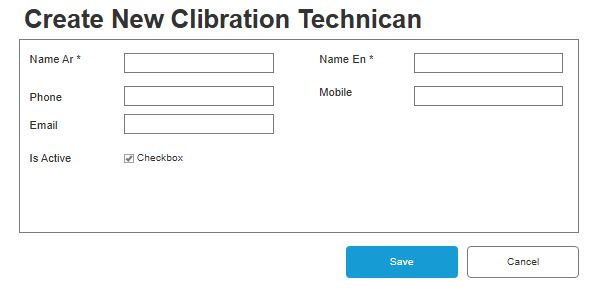 Create New Clibration Technican
Name Ar *
Name En *
Phone
Mobile
Email
Is Active
Checkbox
Save
Cancel